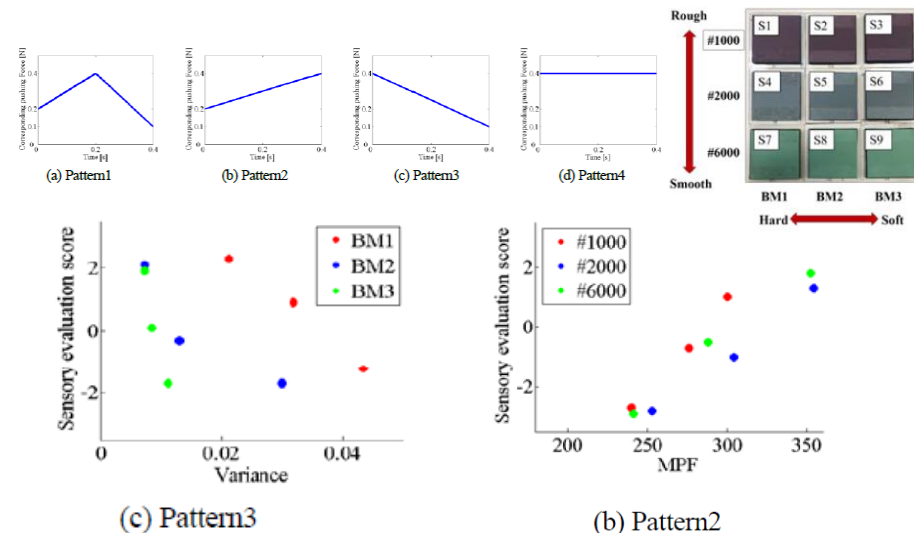 Corresponding pushing Force [N]
0.4
0.2
0.1
0
0
0.4
0.2
Time [s]
(a) Pattern1
Corresponding pushing Force [N]
0.4
0.2
0.1
0
0
0.4
Time [s]
(b) Pattern2
Corresponding pushing Force [N]
0.4
0.2
0.1
0
0
0.4
Time [s]
(c) Pattern3
Corresponding pushing Force [N]
0.4
0.2
0.1
0
0
0.4
Time [s]
(d) Pattern4
Rough
#1000
#2000
#6000
Smooth
S1 S2 S3
S4 S5 S6
S7 S8 S9
BM1 BM2 BM3
Hard Soft
Sensory evaluation score
2
0
-2
BM1
BM2
BM3
0 0.02 0.04
Variance
(c) Pattern3
Sensory evaluation score
2
0
-2
#1000
#2000
#6000
200 250 300 350
MPF
(b) Pattern2